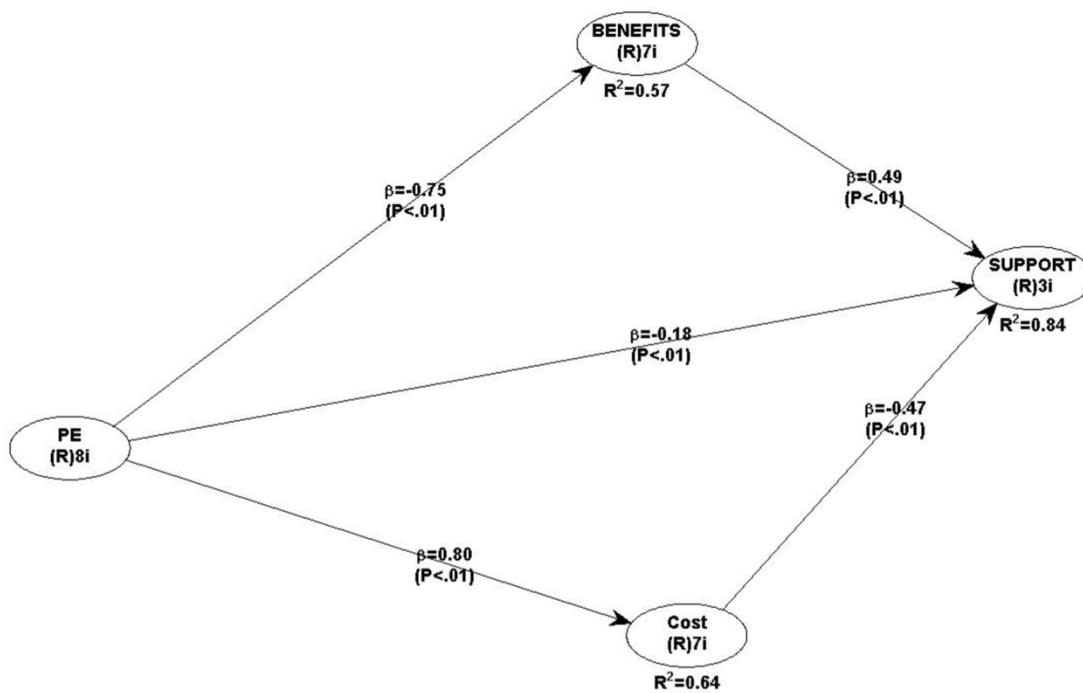 BENEFITS
(R)7i
R²=0.57
β=-0.75
(P<.01)
β=0.49
(P<.01)
SUPPORT
(R)3i
R²=0.84
β=-0.18
(P<.01)
β=-0.47
(P<.01)
PE
(R)8i
β=0.80
(P<.01)
Cost
(R)7i
R²=0.64